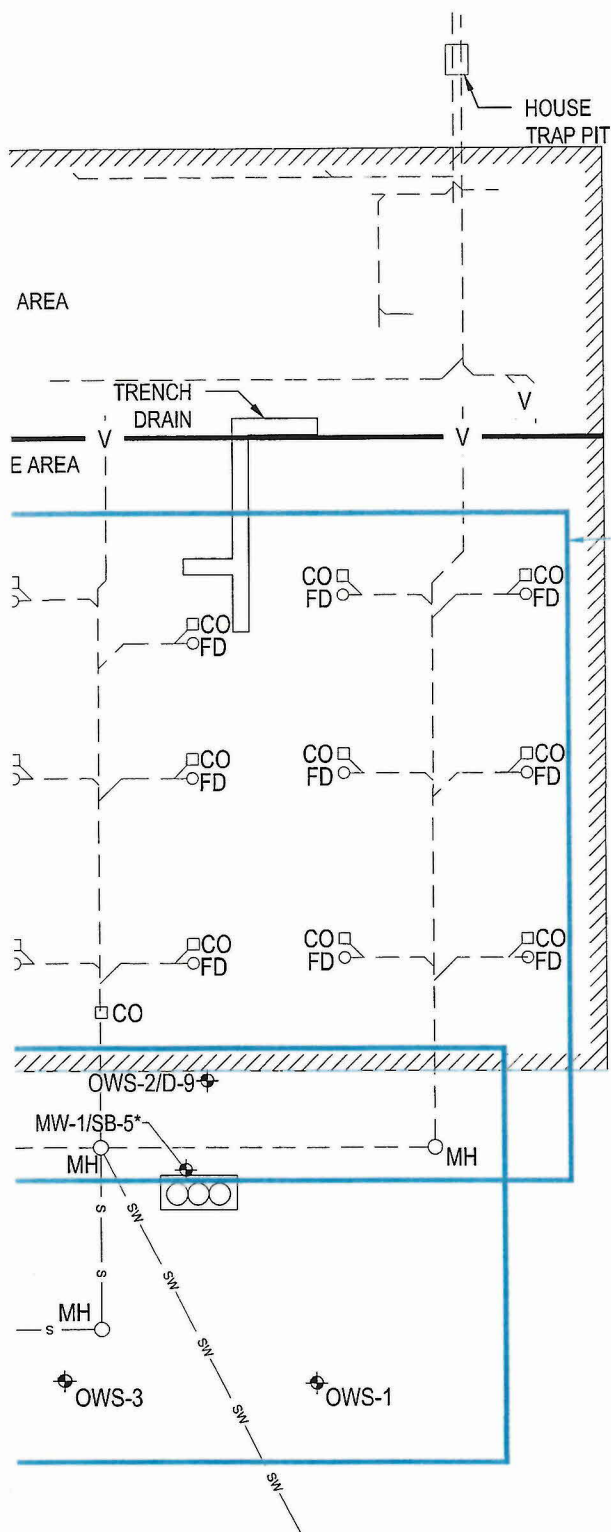 HOUSE
TRAP PIT
AREA
TRENCH
DRAIN
V
V
V
E AREA
CO
FD
CO
FD
CO
FD
CO
FD
CO
FD
CO
FD
CO
FD
CO
FD
CO
FD
CO
OWS-2/D-9
MW-1/SB-5*
MH
MH
S
SW
S
SW
MH
S
SW
OWS-3
OWS-1
SW
SW